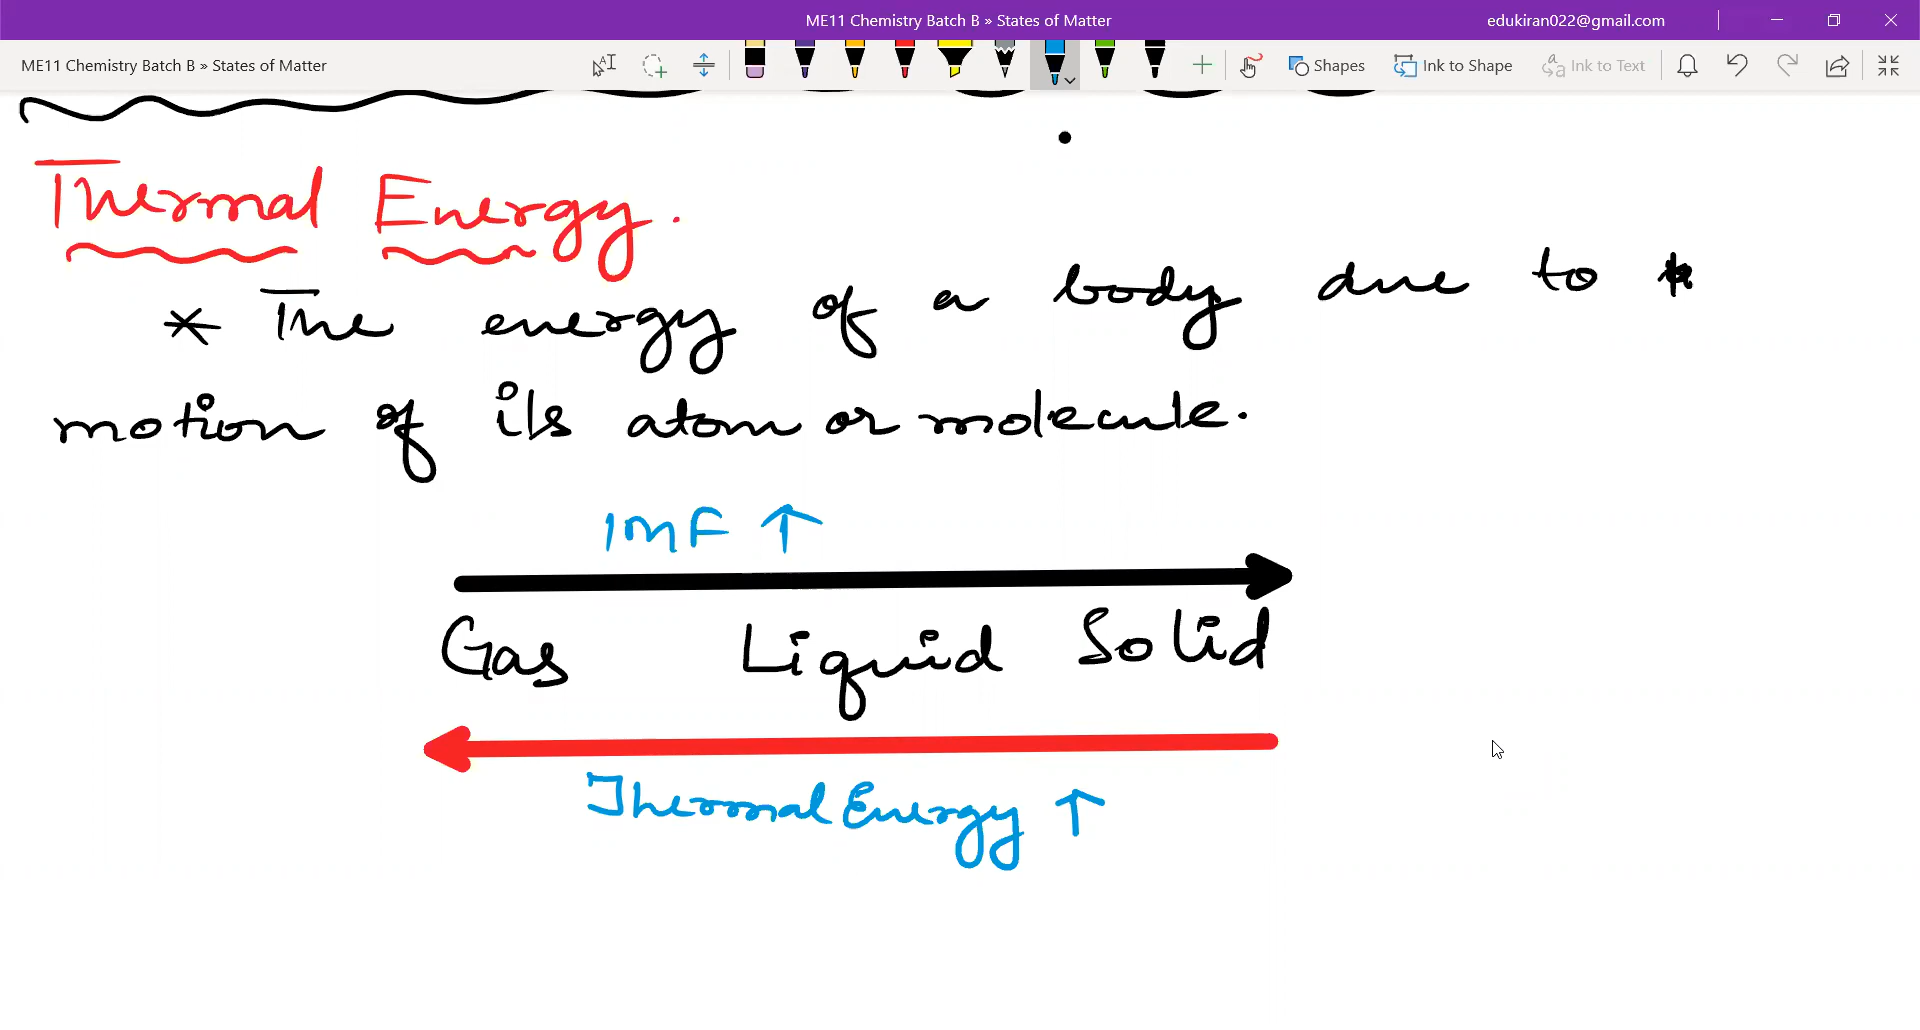 ME11 Chemistry Batch B » States of Matter
edukiran022@gmail.com
ME11 Chemistry Batch B » States of Matter
Shapes
Ink to Shape
Ink to Text
Thermal Energy.
* The energy of a body due to
motion of its atom or molecule.
IMF ↑
Gas Liquid Solid
Thermal Energy ↑